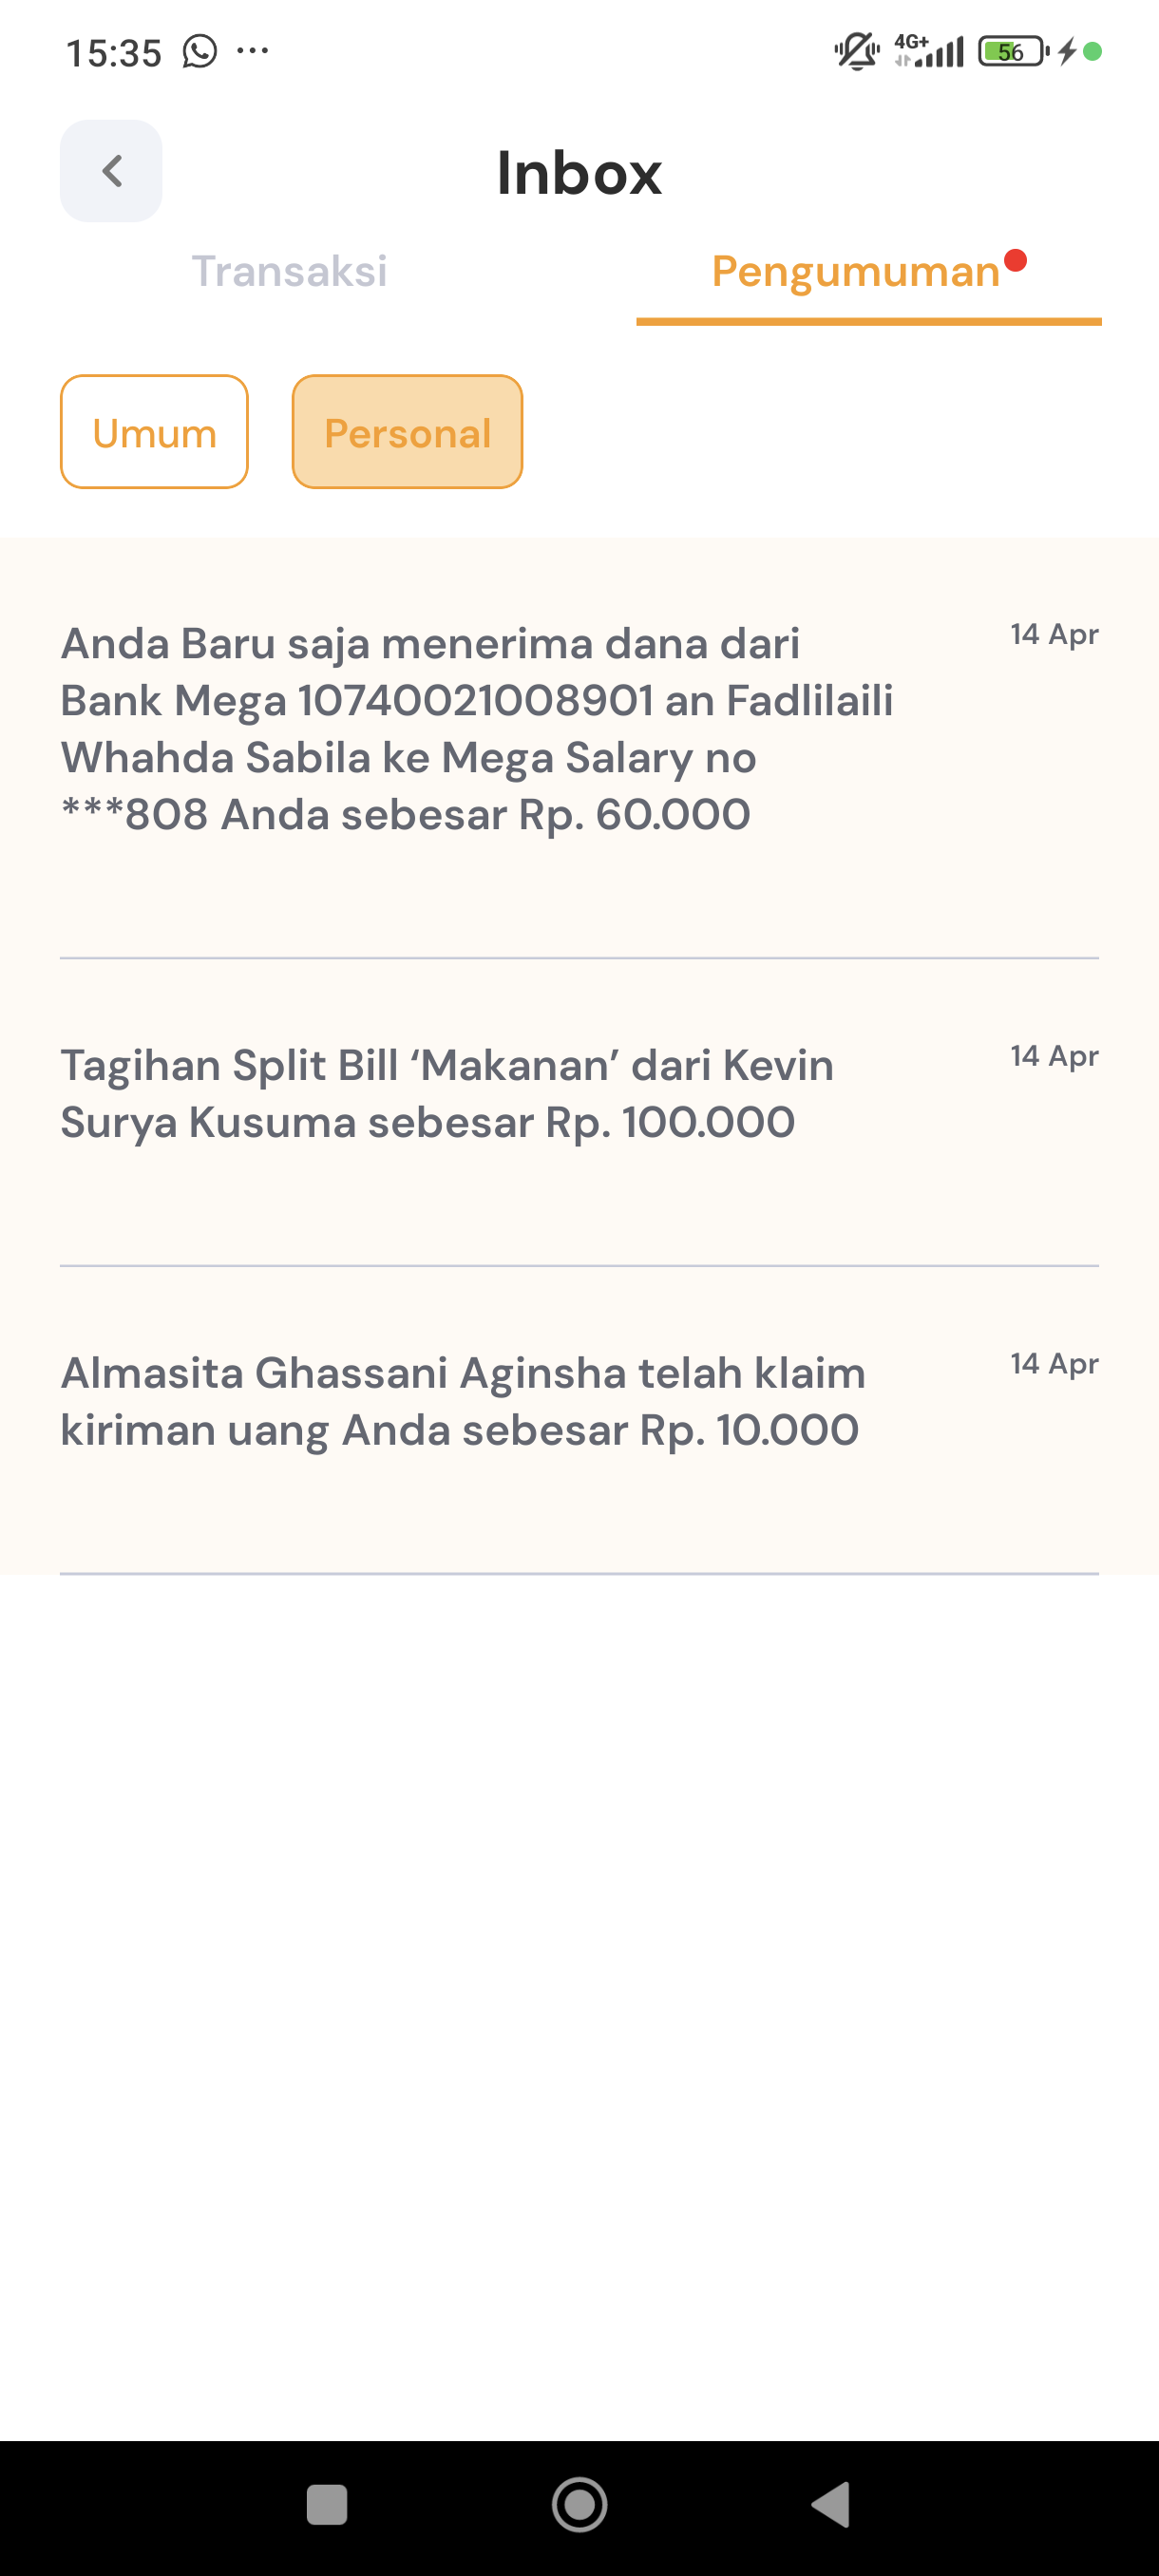 15:35
4G+
56
Inbox
Transaksi
Pengumuman
Umum
Personal
Anda Baru saja menerima dana dari
14 Apr
Bank Mega 10740021008901 an Fadlilaili
Whahda Sabila ke Mega Salary no
***808 Anda sebesar Rp. 60.000
Tagihan Split Bill ‘Makanan’ dari Kevin
14 Apr
Surya Kusuma sebesar Rp. 100.000
Almasita Ghassani Aginsha telah klaim
14 Apr
kiriman uang Anda sebesar Rp. 10.000